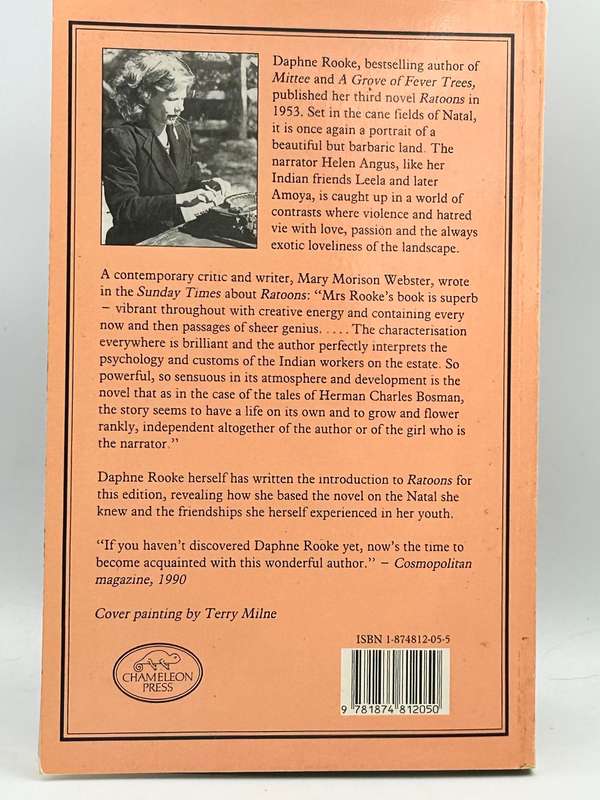 Daphne Rooke, bestselling author of
Mittee and A Grove of Fever Trees,
published her third novel Ratoons in
1953. Set in the cane fields of Natal,
it is once again a portrait of a
beautiful but barbaric land. The
narrator Helen Angus, like her
Indian friends Leela and later
Amoya, is caught up in a world of
contrasts where violence and hatred
vie with love, passion and the always
exotic loveliness of the landscape.
A contemporary critic and writer, Mary Morison Webster, wrote
in the Sunday Times about Ratoons: “Mrs Rooke’s book is superb
– vibrant throughout with creative energy and containing every
now and then passages of sheer genius. . . . . The characterisation
everywhere is brilliant and the author perfectly interprets the
psychology and customs of the Indian workers on the estate. So
powerful, so sensuous in its atmosphere and development is the
novel that as in the case of the tales of Herman Charles Bosman,
the story seems to have a life on its own and to grow and flower
rankly, independent altogether of the author or of the girl who is
the narrator.”
Daphne Rooke herself has written the introduction to Ratoons for
this edition, revealing how she based the novel on the Natal she
knew and the friendships she herself experienced in her youth.
“If you haven’t discovered Daphne Rooke yet, now’s the time to
become acquainted with this wonderful author.” – Cosmopolitan
magazine, 1990
Cover painting by Terry Milne
CHAMELEON
PRESS
ISBN 1-874812-05-5
9 781874 812050